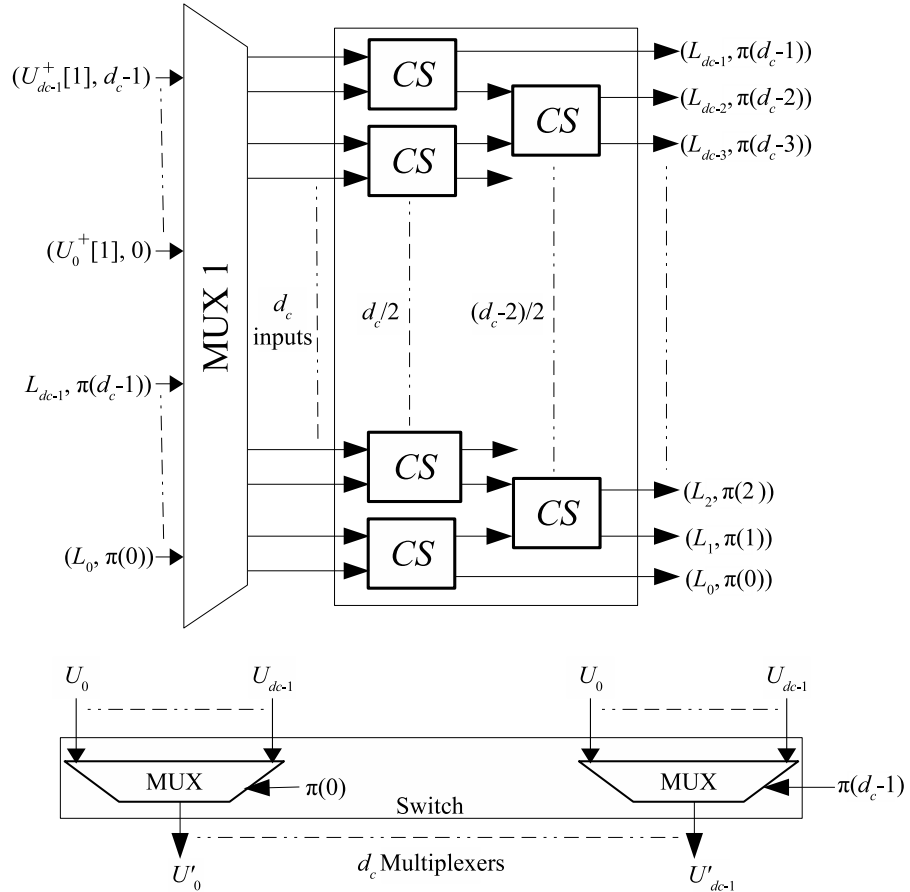 (U⁺dc-1[1], dc-1)
(U⁺0[1], 0)
Ldc-1, π(dc-1))
(L0, π(0))
MUX 1
dc
inputs
CS
CS
CS
dc/2
(dc-2)/2
CS
CS
CS
(Ldc-1, π(dc-1))
(Ldc-2, π(dc-2))
(Ldc-3, π(dc-3))
(L2, π(2))
(L1, π(1))
(L0, π(0))
U0
Udc-1
U0
Udc-1
MUX
π(0)
Switch
MUX
π(dc-1)
U'0
dc Multiplexers
U'dc-1